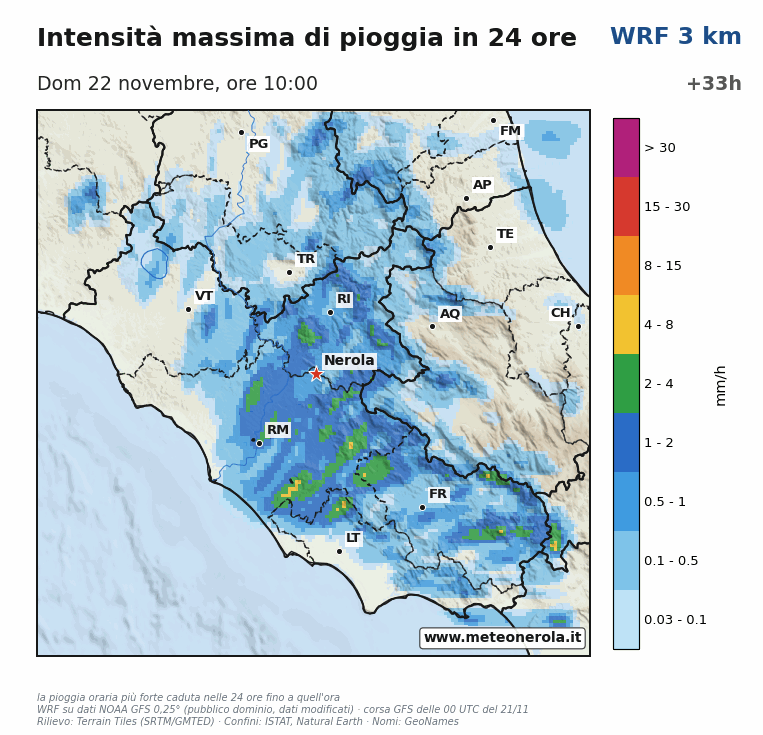 Intensità massima di pioggia in 24 ore
WRF 3 km
Dom 22 novembre, ore 10:00
+33h
FM
PG
AP
TE
TR
VT
RI
AQ
CH.
Nerola
RM
FR
LT
www.meteonerola.it
> 30
15 - 30
8 - 15
4 - 8
2 - 4
1 - 2
0.5 - 1
0.1 - 0.5
0.03 - 0.1
mm/h
la pioggia oraria più forte caduta nelle 24 ore fino a quell'ora
WRF su dati NOAA GFS 0,25° (pubblico dominio, dati modificati) · corsa GFS delle 00 UTC del 21/11
Rilievo: Terrain Tiles (SRTM/GMTED) · Confini: ISTAT, Natural Earth · Nomi: GeoNames